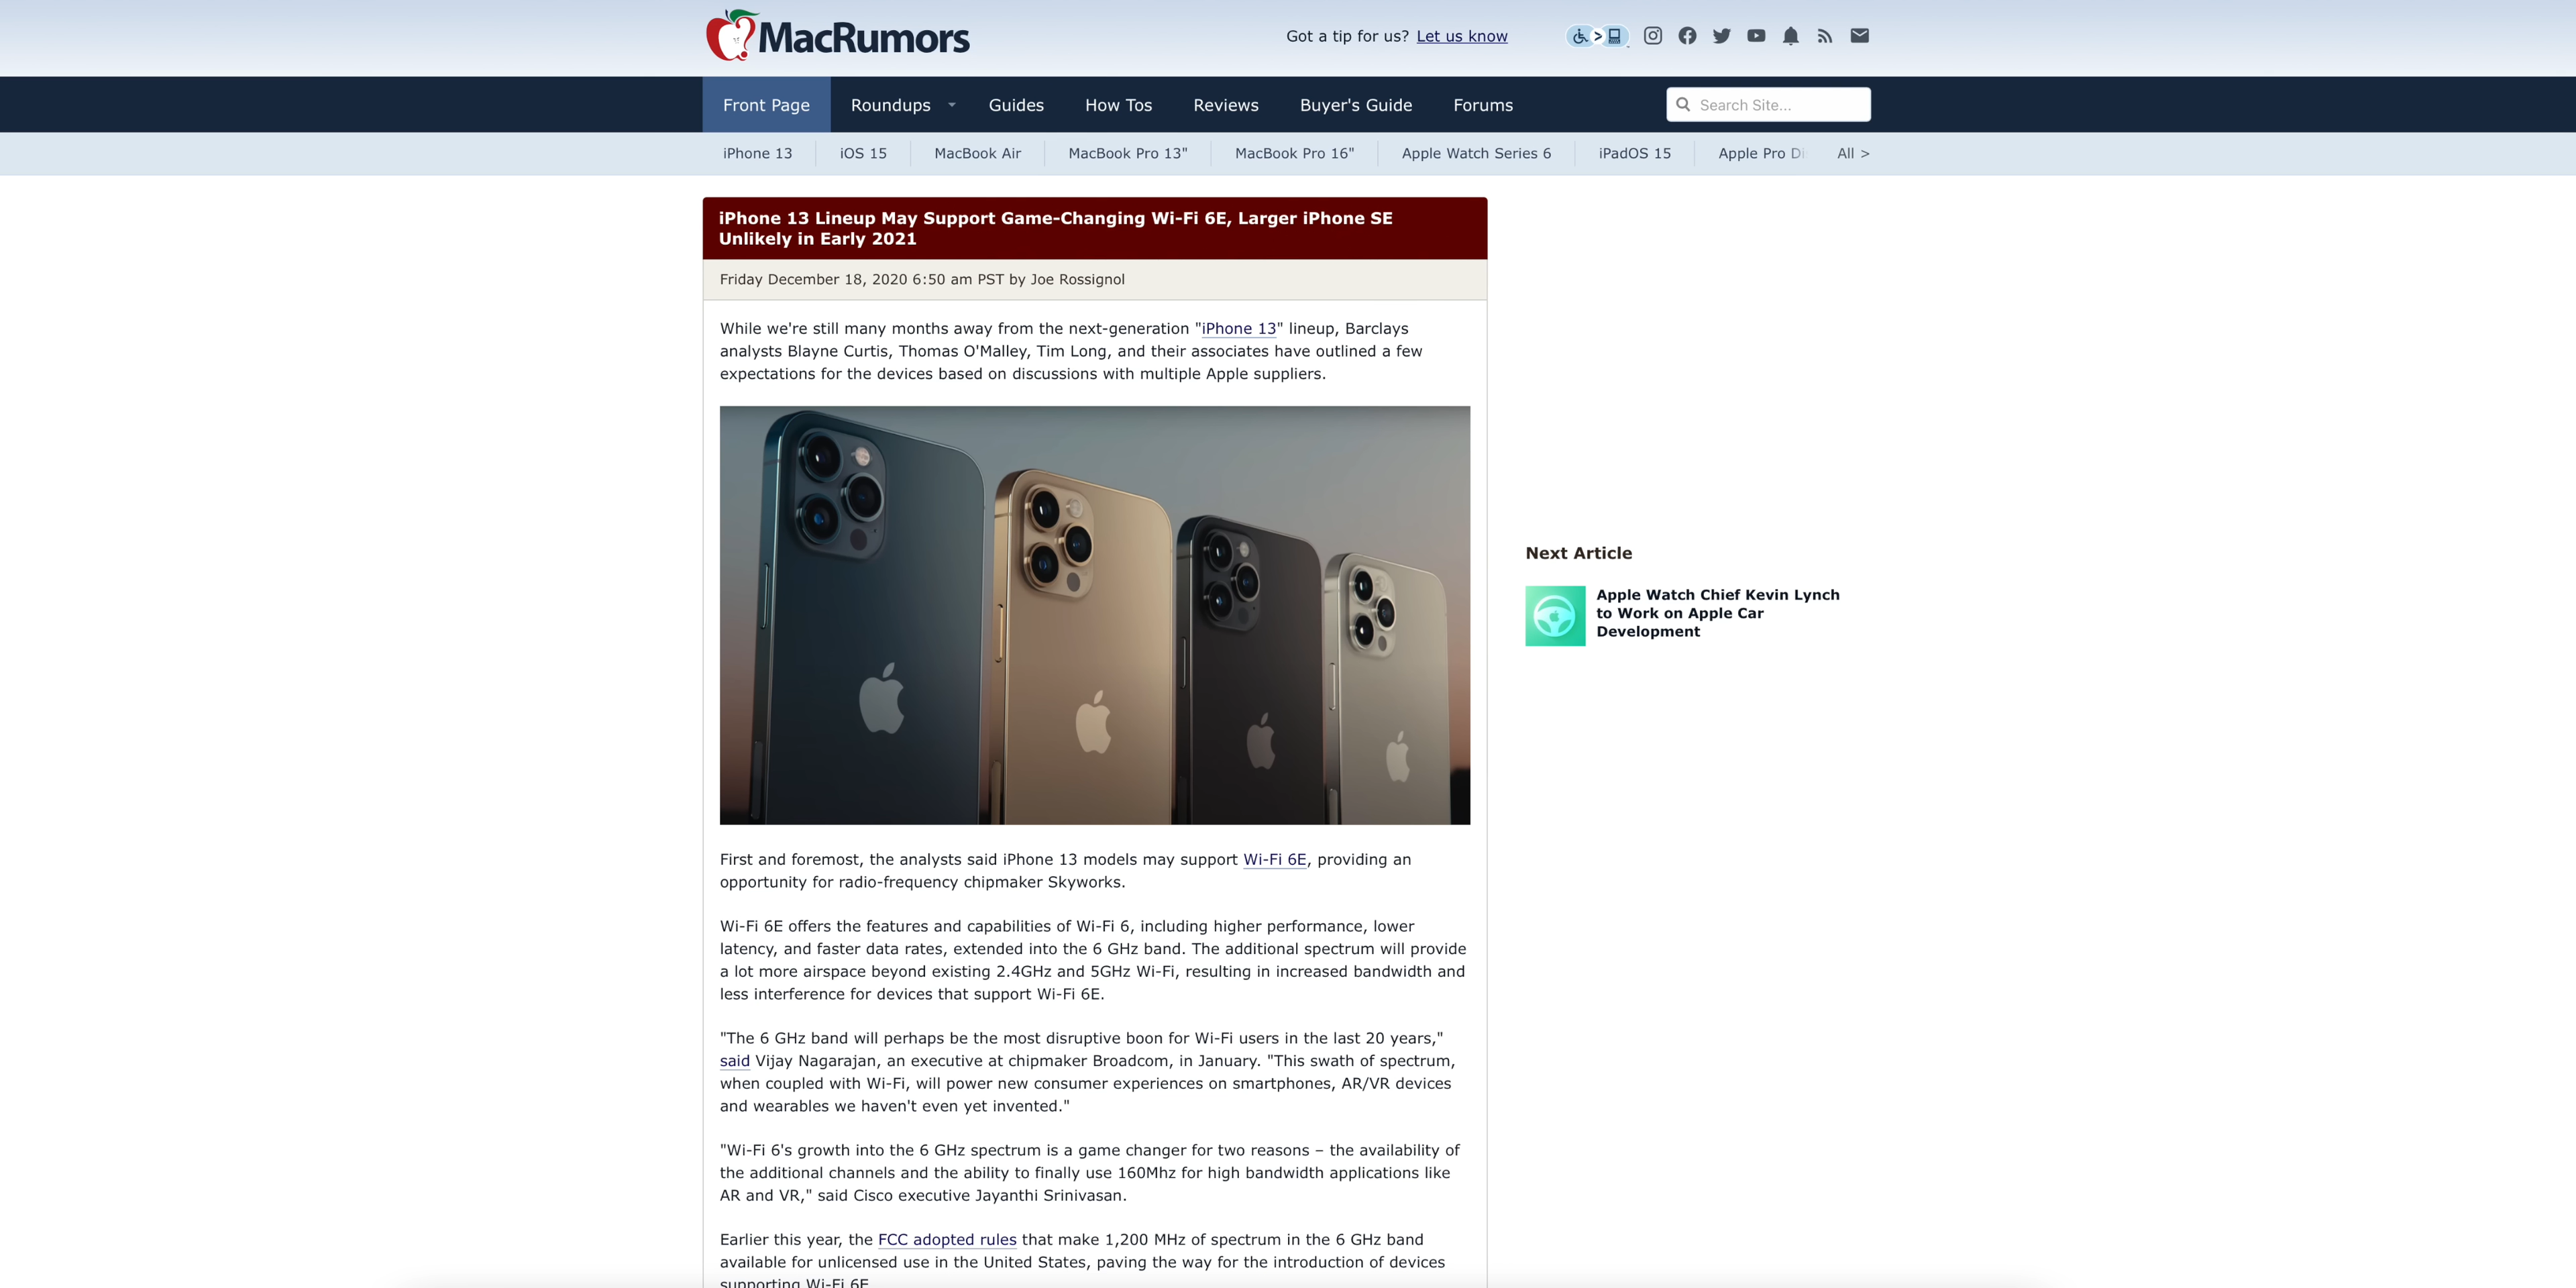 MacRumors
Got a tip for us? Let us know
Front Page
Roundups
Guides
How Tos
Reviews
Buyer's Guide
Forums
Search Site...
iPhone 13
iOS 15
MacBook Air
MacBook Pro 13"
MacBook Pro 16"
Apple Watch Series 6
iPadOS 15
Apple Pro Di
All >
iPhone 13 Lineup May Support Game-Changing Wi-Fi 6E, Larger iPhone SE
Unlikely in Early 2021
Friday December 18, 2020 6:50 am PST by Joe Rossignol
While we're still many months away from the next-generation "iPhone 13" lineup, Barclays
analysts Blayne Curtis, Thomas O'Malley, Tim Long, and their associates have outlined a few
expectations for the devices based on discussions with multiple Apple suppliers.
First and foremost, the analysts said iPhone 13 models may support Wi-Fi 6E, providing an
opportunity for radio-frequency chipmaker Skyworks.
Wi-Fi 6E offers the features and capabilities of Wi-Fi 6, including higher performance, lower
latency, and faster data rates, extended into the 6 GHz band. The additional spectrum will provide
a lot more airspace beyond existing 2.4GHz and 5GHz Wi-Fi, resulting in increased bandwidth and
less interference for devices that support Wi-Fi 6E.
"The 6 GHz band will perhaps be the most disruptive boon for Wi-Fi users in the last 20 years,"
said Vijay Nagarajan, an executive at chipmaker Broadcom, in January. "This swath of spectrum,
when coupled with Wi-Fi, will power new consumer experiences on smartphones, AR/VR devices
and wearables we haven't even yet invented."
"Wi-Fi 6's growth into the 6 GHz spectrum is a game changer for two reasons – the availability of
the additional channels and the ability to finally use 160Mhz for high bandwidth applications like
AR and VR," said Cisco executive Jayanthi Srinivasan.
Earlier this year, the FCC adopted rules that make 1,200 MHz of spectrum in the 6 GHz band
available for unlicensed use in the United States, paving the way for the introduction of devices
supporting Wi-Fi 6E.
Next Article
Apple Watch Chief Kevin Lynch
to Work on Apple Car
Development